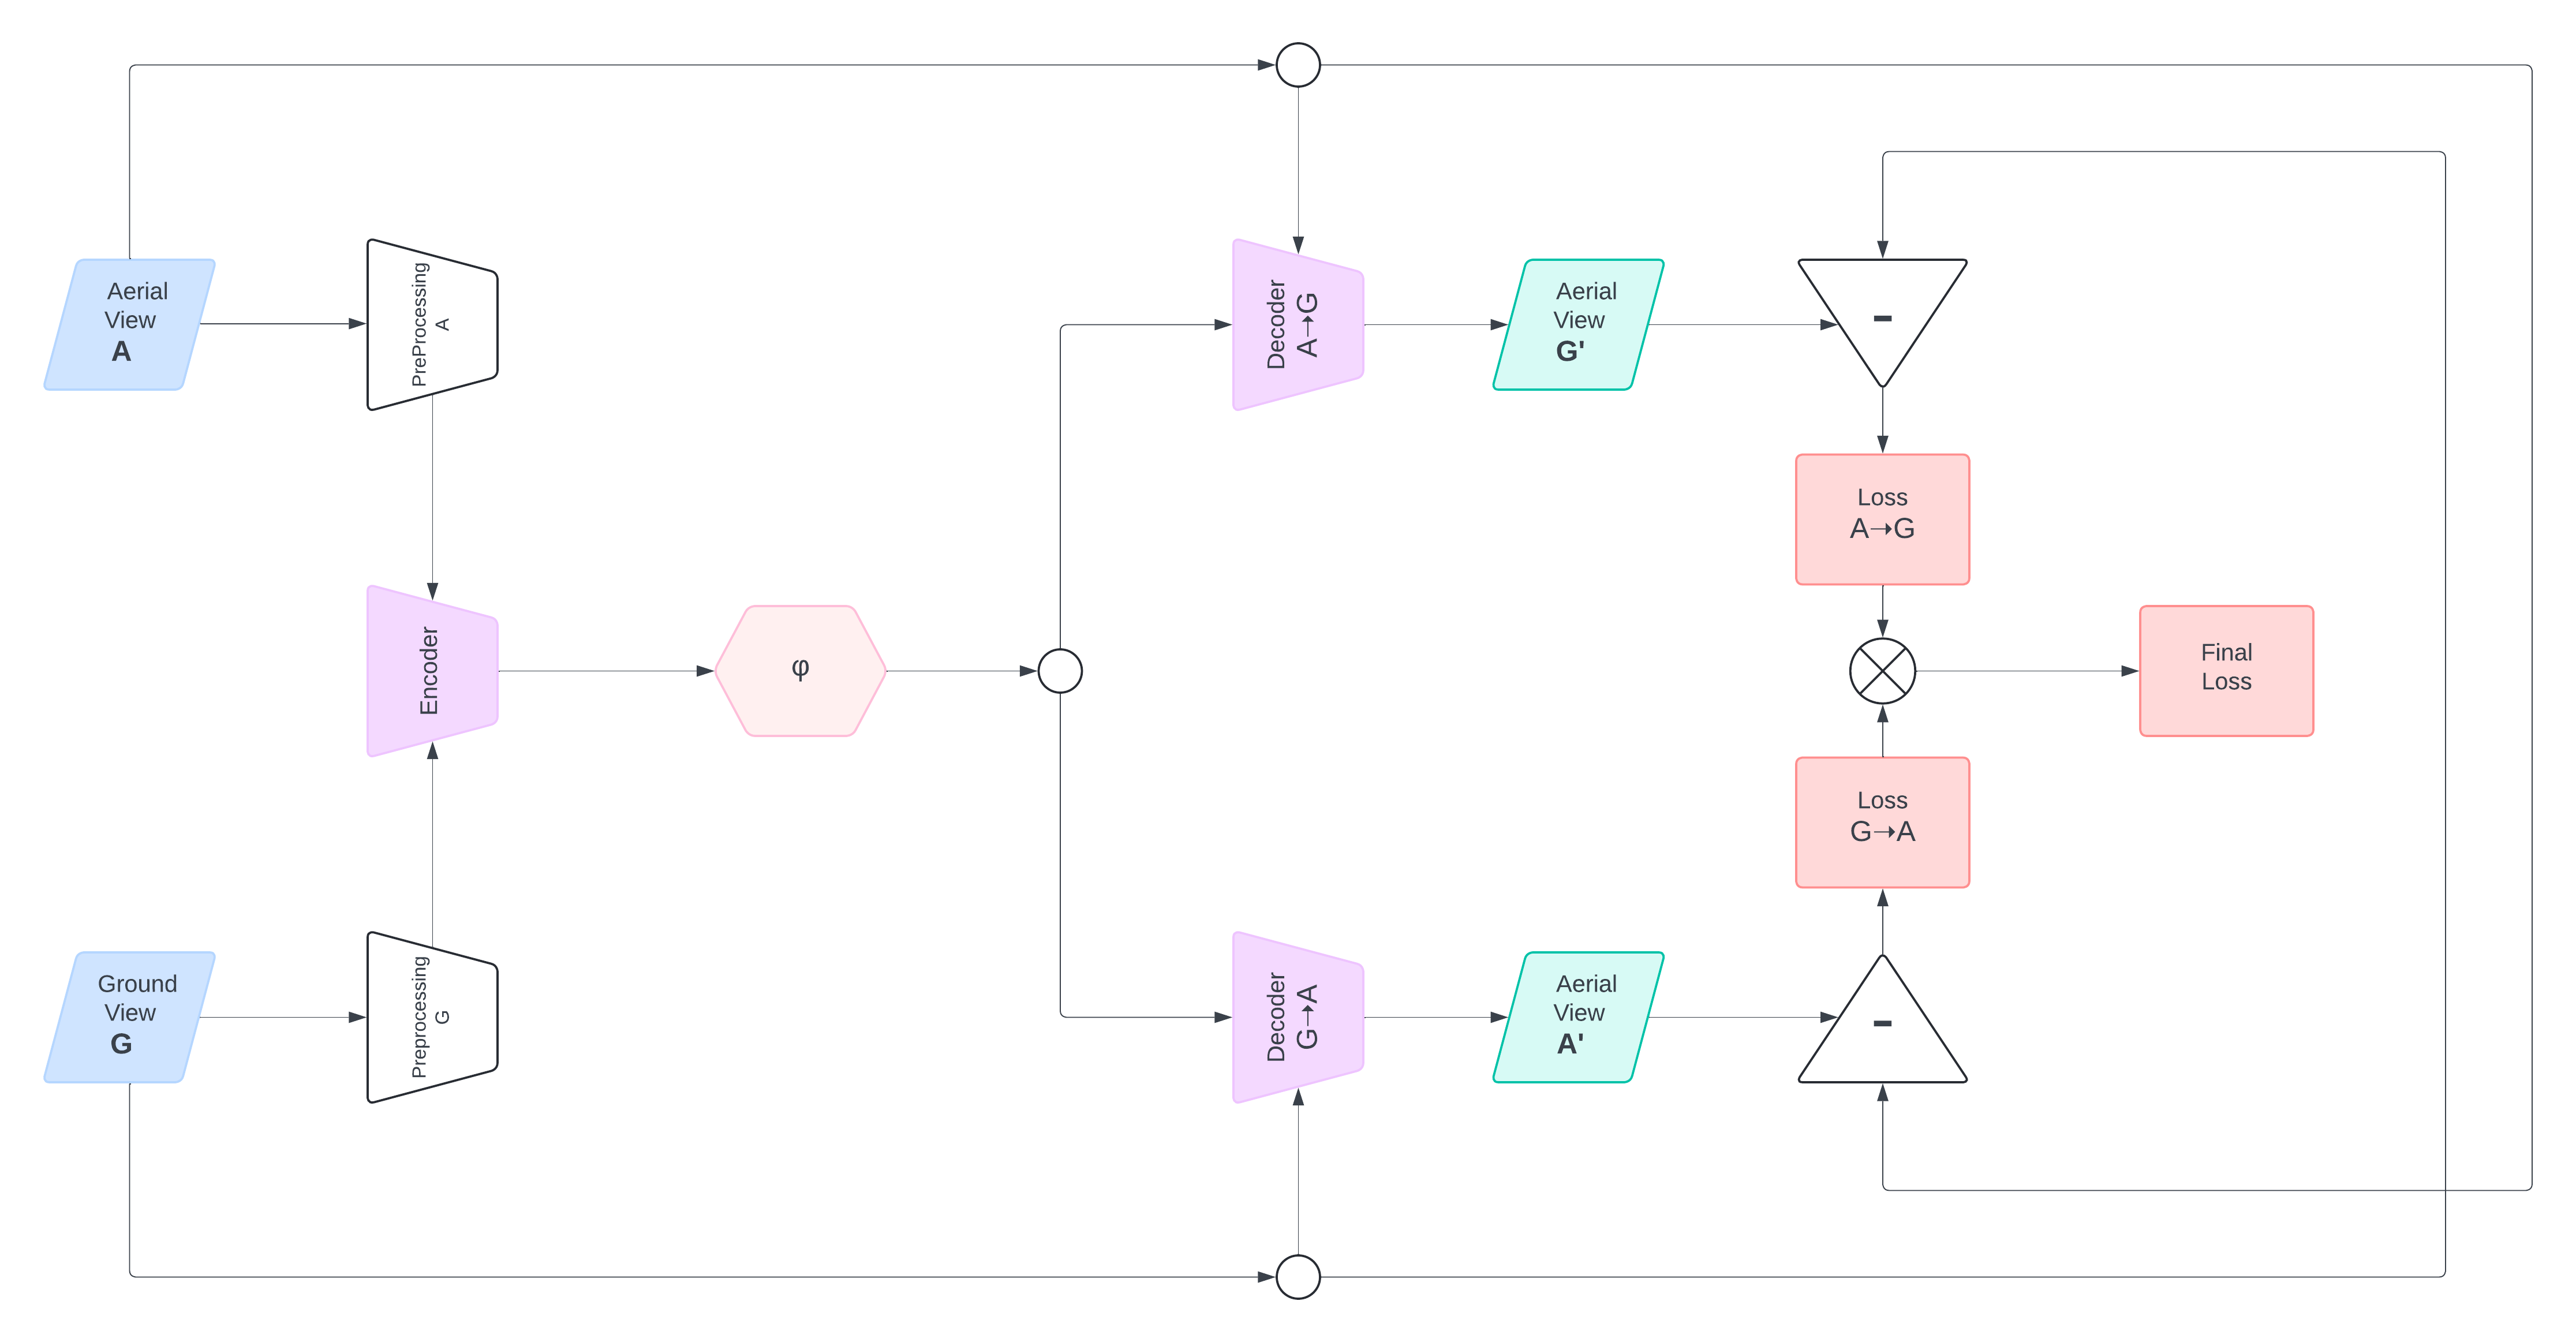 Aerial
View
A
PreProcessing
A
Decoder
A→G
Aerial
View
G'
-
Loss
A→G
Encoder
φ
Final
Loss
Loss
G→A
Ground
View
G
Preprocessing
G
Decoder
G→A
Aerial
View
A'
-